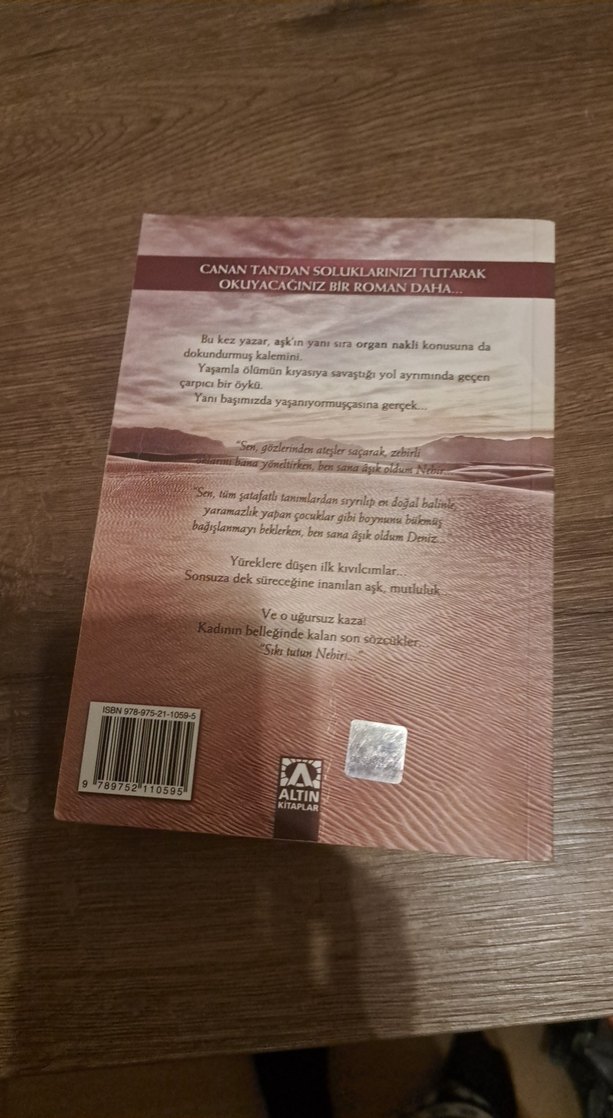 CANAN TAN'DAN SOLUKLARINIZI TUTARAK
OKUYACAĞINIZ BİR ROMAN DAHA...
Bu kez yazar, aşk'ın yanı sıra organ nakli konusuna da
dokundurmuş kalemini.
Yaşamla ölümün kıyasıya savaştığı yol ayrımında geçen
çarpıcı bir öykü.
Yanı başımızda yaşanıyormuşçasına gerçek...
"Sen, gözlerinden ateşler saçarak, zehirli
oklarını bana yöneltirken, ben sana âşık oldum Nehir...
"Sen, tüm şatafatlı tanımlardan sıyrılıp en doğal halinle,
yaramazlık yapan çocuklar gibi boynunu bükmüş
bağışlanmayı beklerken, ben sana âşık oldum Deniz..."
Yüreklere düşen ilk kıvılcımlar...
Sonsuza dek süreceğine inanılan aşk, mutluluk...
Ve o uğursuz kaza!
Kadının belleğinde kalan son sözcükler...
"Sıkı tutun Nehir!..."
ISBN 978-975-21-1059-5
9 789752 110595
ALTIN
KİTAPLAR